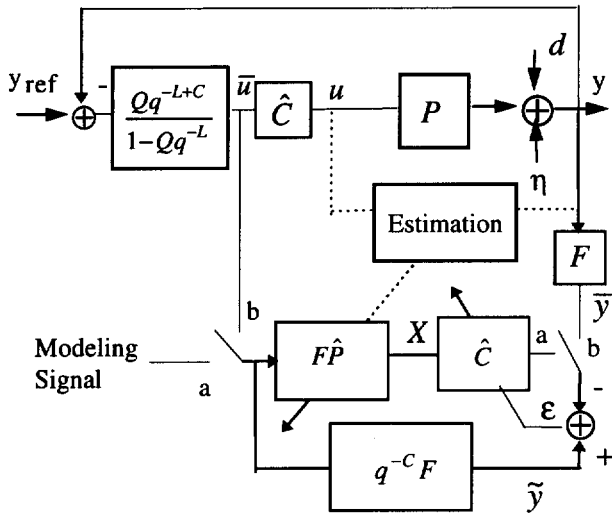 d
y ref
-
Qq^{-L+C}
1-Qq^{-L}
u̅
Ĉ
u
P
y
η
Estimation
F
y̅
b
Modeling
Signal
a
FP̂
X
Ĉ
a
b
-
ε
+
q^{-C} F
ỹ